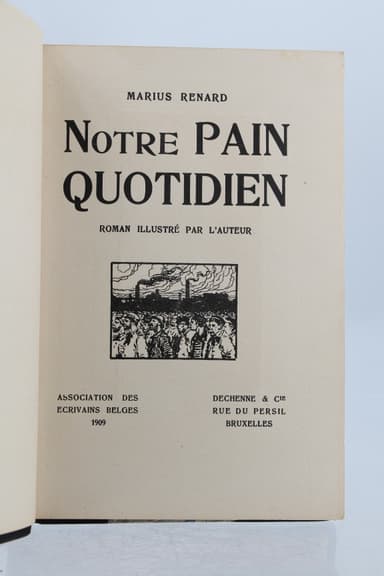 MARIUS RENARD
NOTRE PAIN
QUOTIDIEN
ROMAN ILLUSTRÉ PAR L'AUTEUR
ASSOCIATION DES
ECRIVAINS BELGES
1909
DECHENNE & Cie
RUE DU PERSIL
BRUXELLES